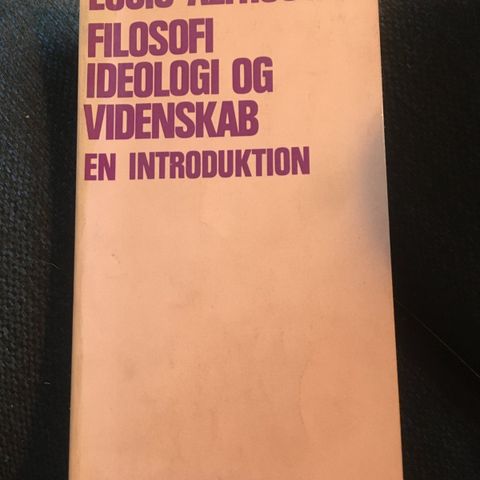 FILOSOFI
IDEOLOGI OG
VIDENSKAB
EN INTRODUKTION